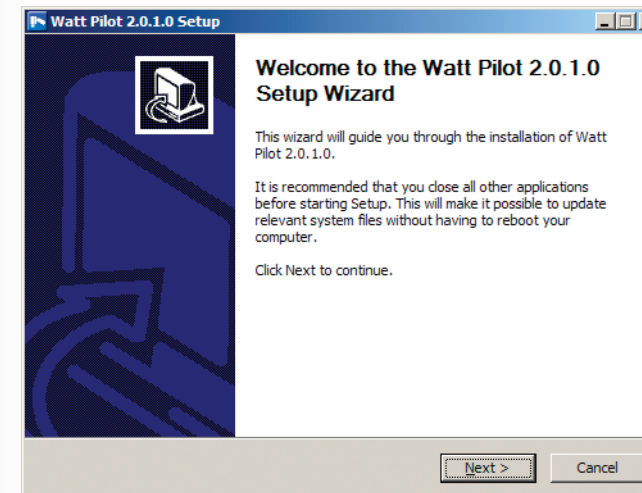 Watt Pilot 2.0.1.0 Setup
Welcome to the Watt Pilot 2.0.1.0
Setup Wizard
This wizard will guide you through the installation of Watt
Pilot 2.0.1.0.
It is recommended that you close all other applications
before starting Setup. This will make it possible to update
relevant system files without having to reboot your
computer.
Click Next to continue.
Next >
Cancel